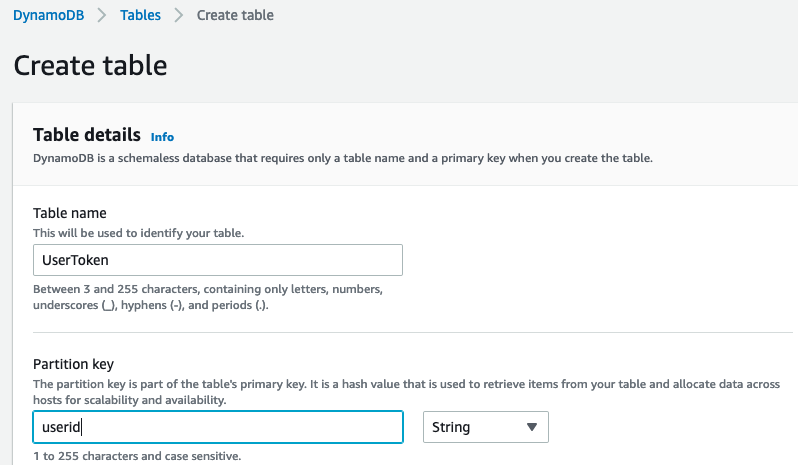 DynamoDB > Tables > Create table
Create table
Table details Info
DynamoDB is a schemaless database that requires only a table name and a primary key when you create the table.
Table name
This will be used to identify your table.
UserToken
Between 3 and 255 characters, containing only letters, numbers,
underscores (_), hyphens (-), and periods (.).
Partition key
The partition key is part of the table's primary key. It is a hash value that is used to retrieve items from your table and allocate data across
hosts for scalability and availability.
userid String
1 to 255 characters and case sensitive.